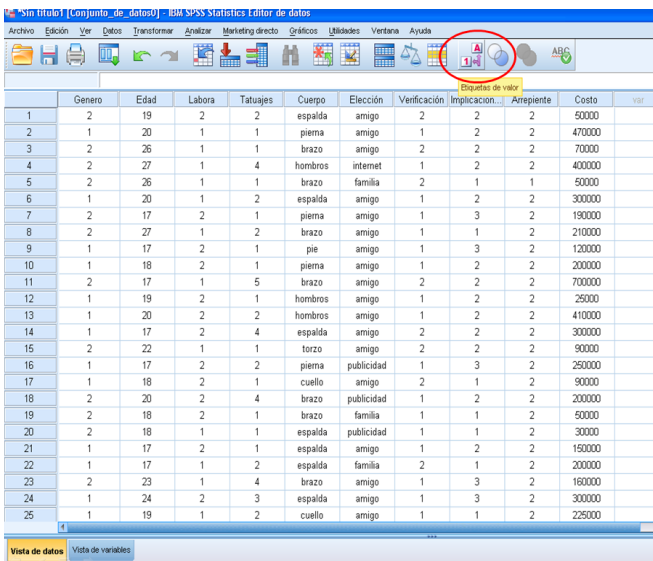 *Sin título1 [Conjunto_de_datos0] - IBM SPSS Statistics Editor de datos
Archivo Edición Ver Datos Transformar Analizar Marketing directo Gráficos Utilidades Ventana Ayuda
A
1
ABC
Etiquetas de valor
Genero Edad Labora Tatuajes Cuerpo Elección Verificación Implicacion... Arrepiente Costo var
1 2 19 2 2 espalda amigo 2 2 2 50000
2 1 20 1 1 pierna amigo 1 2 2 470000
3 2 26 1 1 brazo amigo 2 2 2 70000
4 2 27 1 4 hombros internet 1 2 2 400000
5 2 26 1 1 brazo familia 2 1 1 50000
6 1 20 1 2 espalda amigo 1 2 2 300000
7 2 17 2 1 pierna amigo 1 3 2 190000
8 2 27 1 2 brazo amigo 1 1 2 210000
9 1 17 2 1 pie amigo 1 3 2 120000
10 1 18 2 1 pierna amigo 1 2 2 200000
11 2 17 1 5 brazo amigo 2 2 2 700000
12 1 19 2 1 hombros amigo 1 2 2 25000
13 1 20 2 2 hombros amigo 1 2 2 410000
14 1 17 2 4 espalda amigo 2 2 2 300000
15 2 22 1 1 torzo amigo 2 2 2 90000
16 1 17 2 2 pierna publicidad 1 3 2 250000
17 1 18 2 1 cuello amigo 2 1 2 90000
18 2 20 2 4 brazo publicidad 1 2 2 200000
19 2 18 2 1 brazo familia 1 1 2 50000
20 2 18 1 1 espalda publicidad 1 1 2 30000
21 1 17 2 1 espalda amigo 1 2 2 150000
22 1 17 1 2 espalda familia 2 1 2 200000
23 2 23 1 4 brazo amigo 1 3 2 160000
24 1 24 2 3 espalda amigo 1 3 2 300000
25 1 19 1 2 cuello amigo 1 1 2 225000
Vista de datos Vista de variables